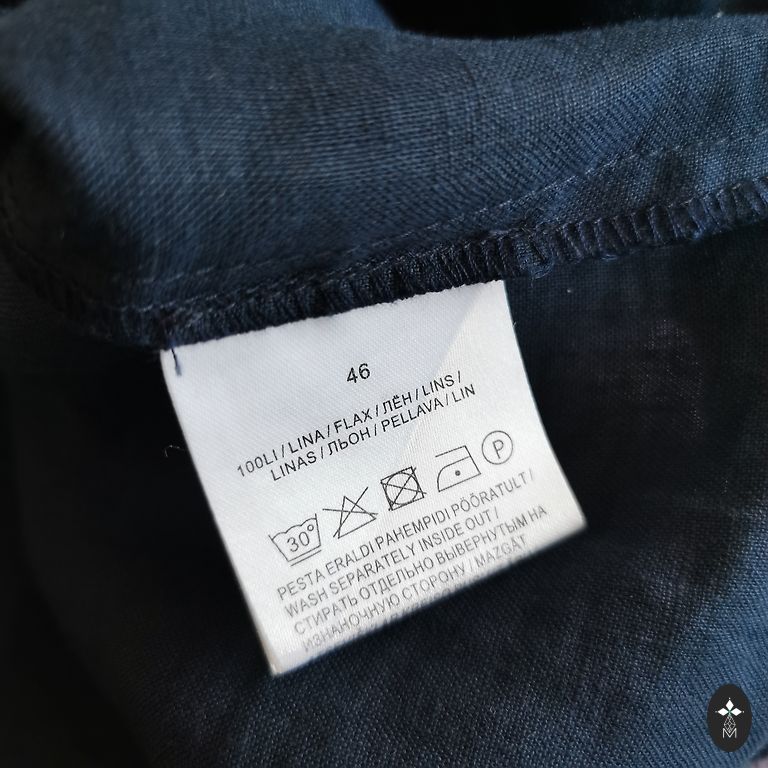 46
100LI / LINA / FLAX / ЛЁН / LINS /
LINAS / ЛЬОН / PELLAVA / LIN
30° P
PESTA ERALDI PAHEMPIDI PÖÖRATULT /
WASH SEPARATELY INSIDE OUT /
СТИРАТЬ ОТДЕЛЬНО ВЫВЕРНУТЫМ НА
ИЗНАНОЧНУЮ СТОРОНУ / MAZGĀT
M